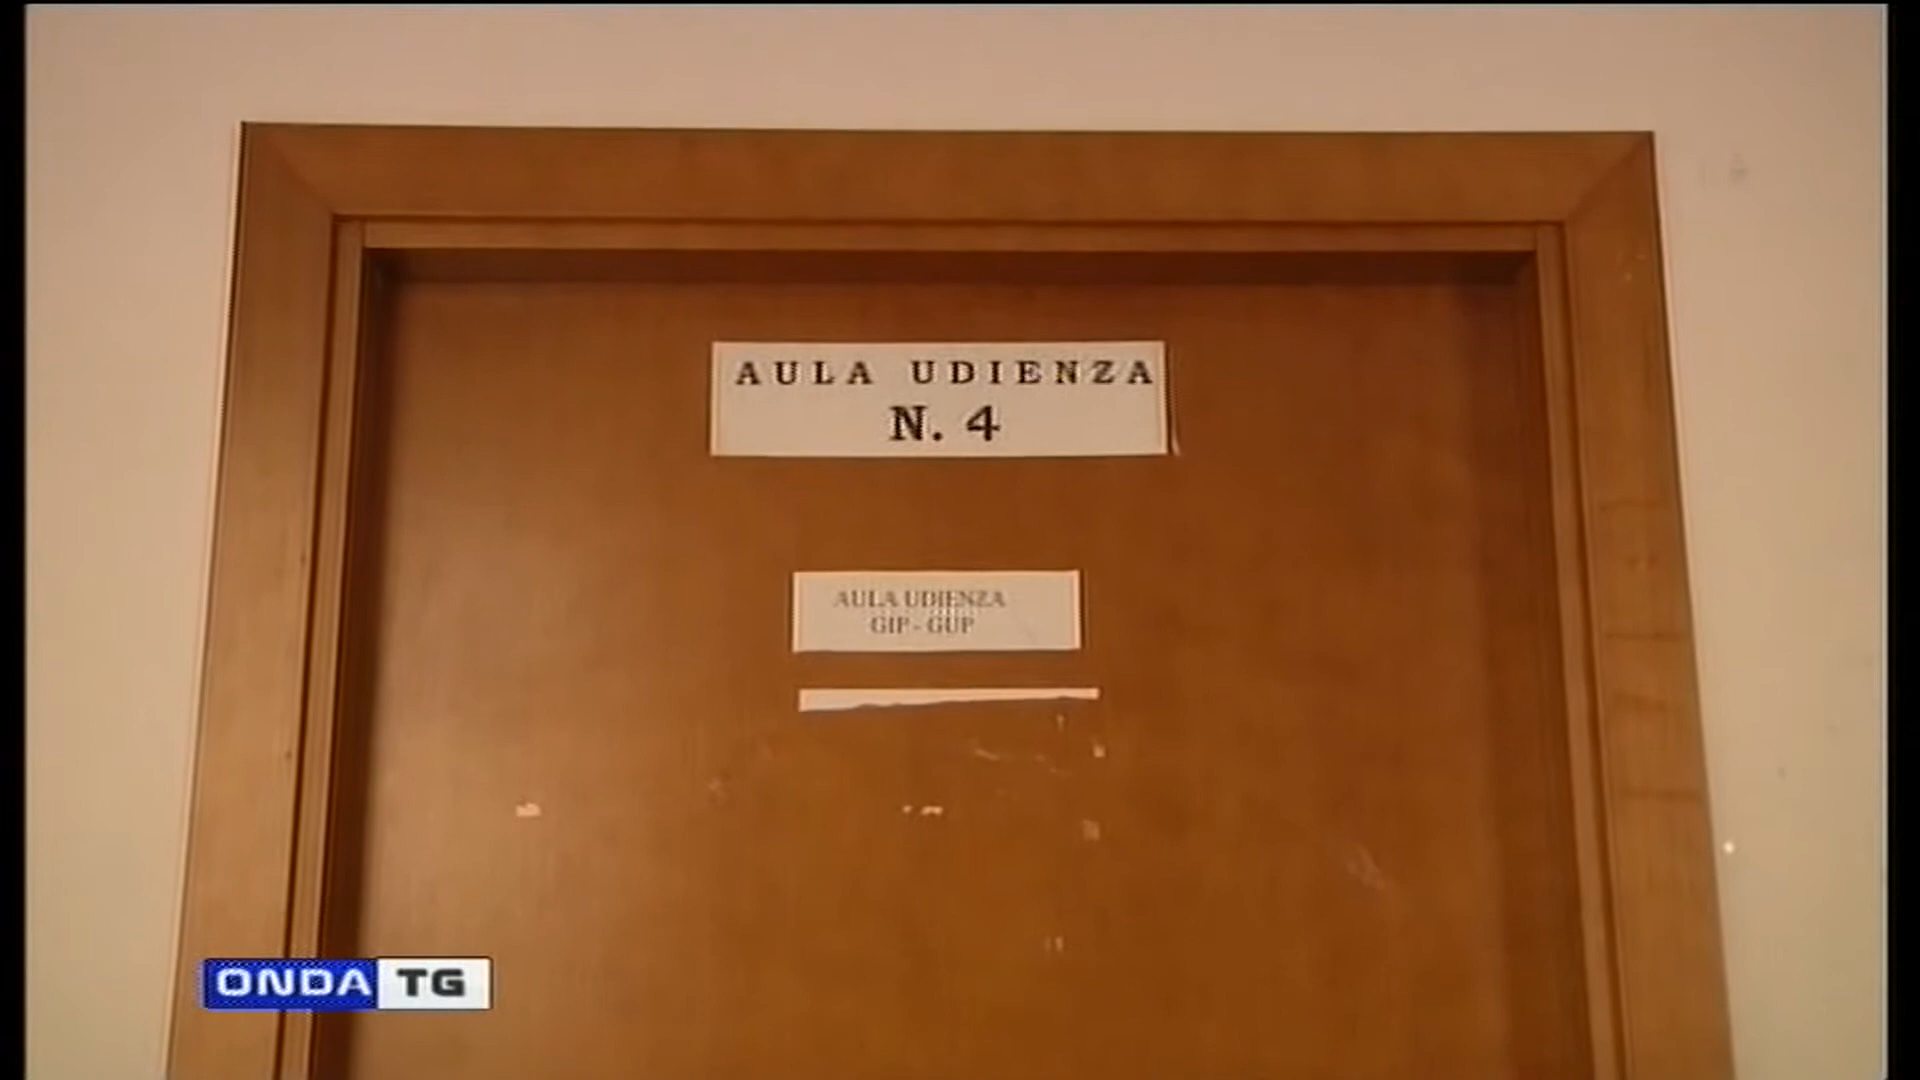 AULA UDIENZA
N. 4
AULA UDIENZA
GIP - GUP
ONDA TG